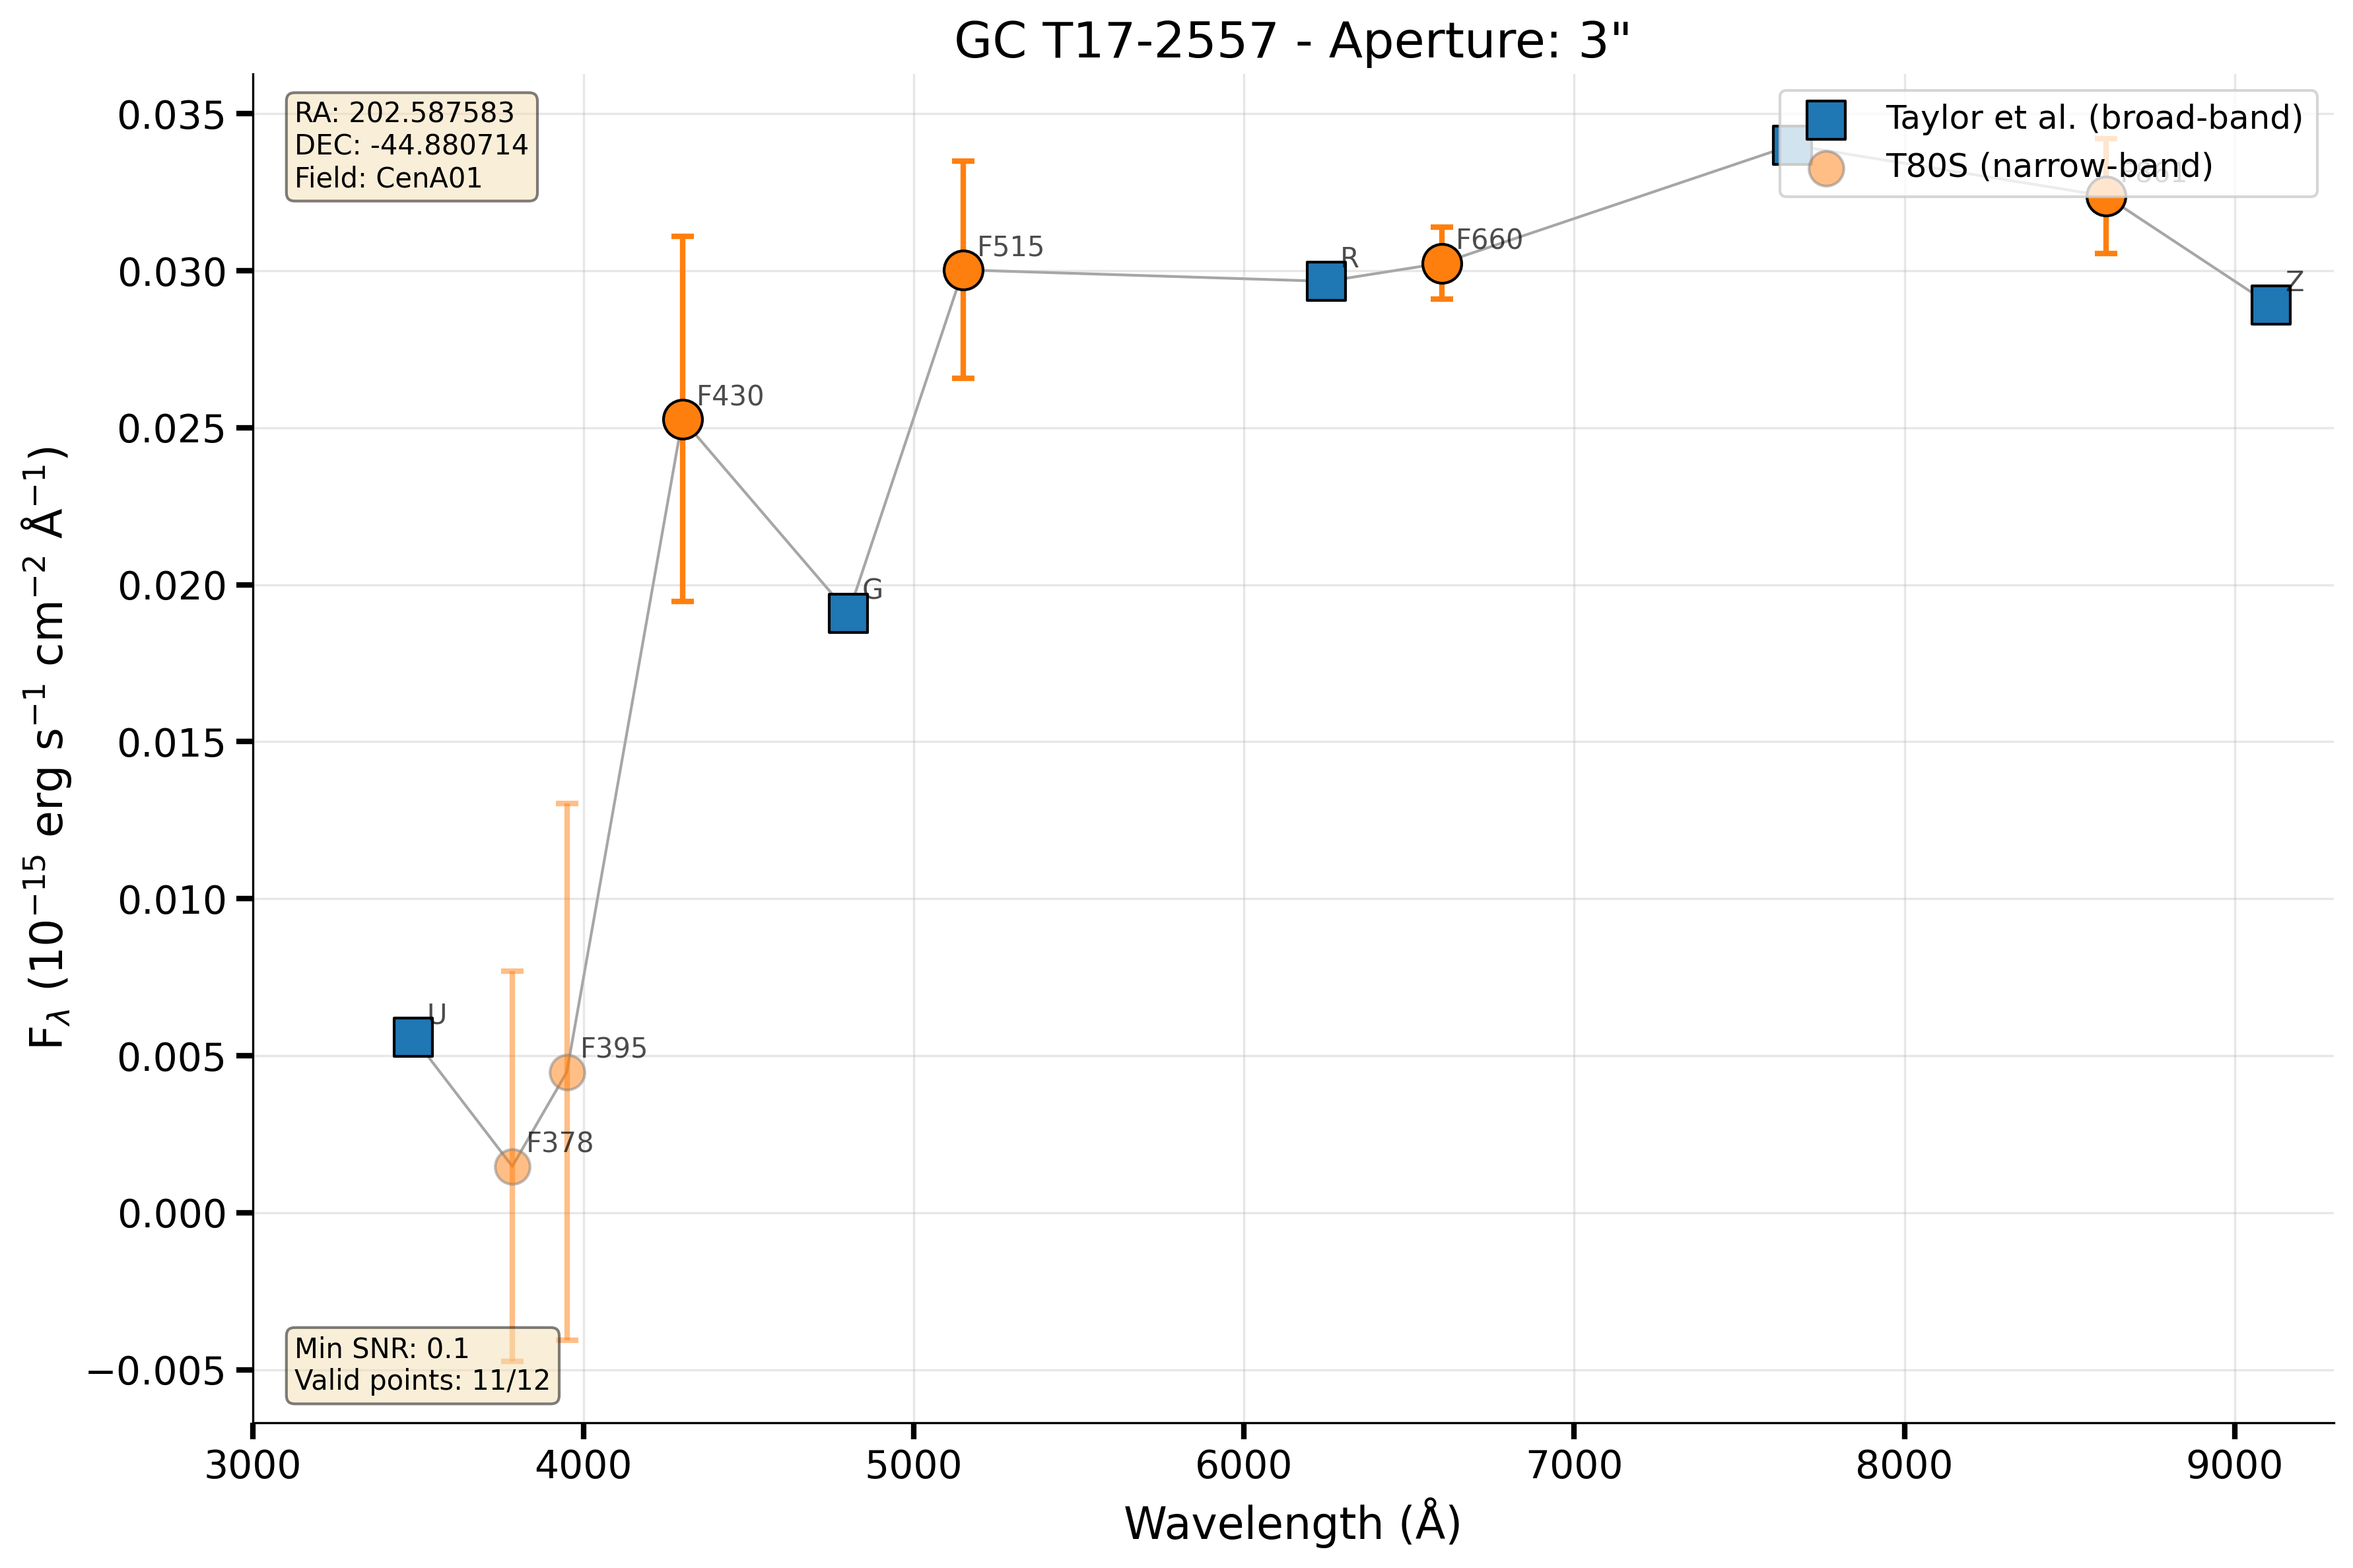 GC T17-2557 - Aperture: 3"
RA: 202.587583
DEC: -44.880714
Field: CenA01
Taylor et al. (broad-band)
T80S (narrow-band)
0.035
0.030
0.025
0.020
0.015
0.010
0.005
0.000
−0.005
F515
R
F660
Z
F430
G
U
F395
F378
Min SNR: 0.1
Valid points: 11/12
3000 4000 5000 6000 7000 8000 9000
Wavelength (Å)
F_λ (10⁻¹⁵ erg s⁻¹ cm⁻² Å⁻¹)